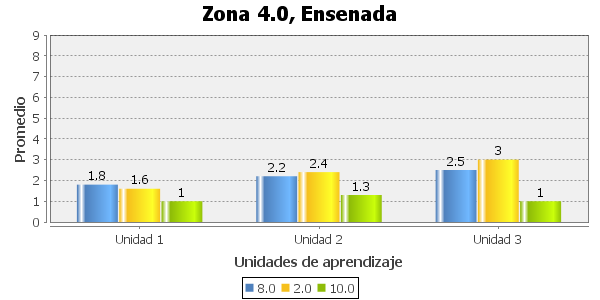 Zona 4.0, Ensenada
Promedio
9
8
7
6
5
4
3
2
1
0
1.8 1.6 1
2.2 2.4 1.3
2.5 3 1
Unidad 1 Unidad 2 Unidad 3
Unidades de aprendizaje
8.0 2.0 10.0